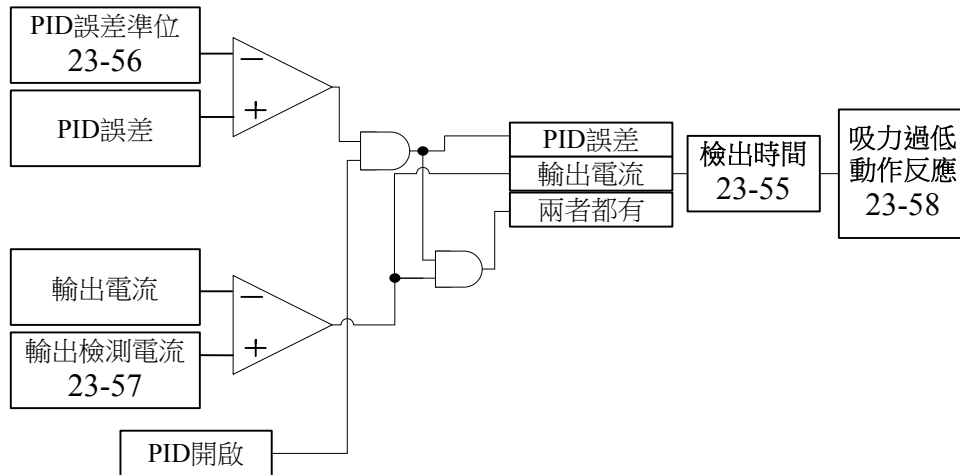 PID誤差準位
23-56
PID誤差
輸出電流
輸出檢測電流
23-57
PID開啟
PID誤差
輸出電流
兩者都有
檢出時間
23-55
吸力過低
動作反應
23-58
−
+
−
+